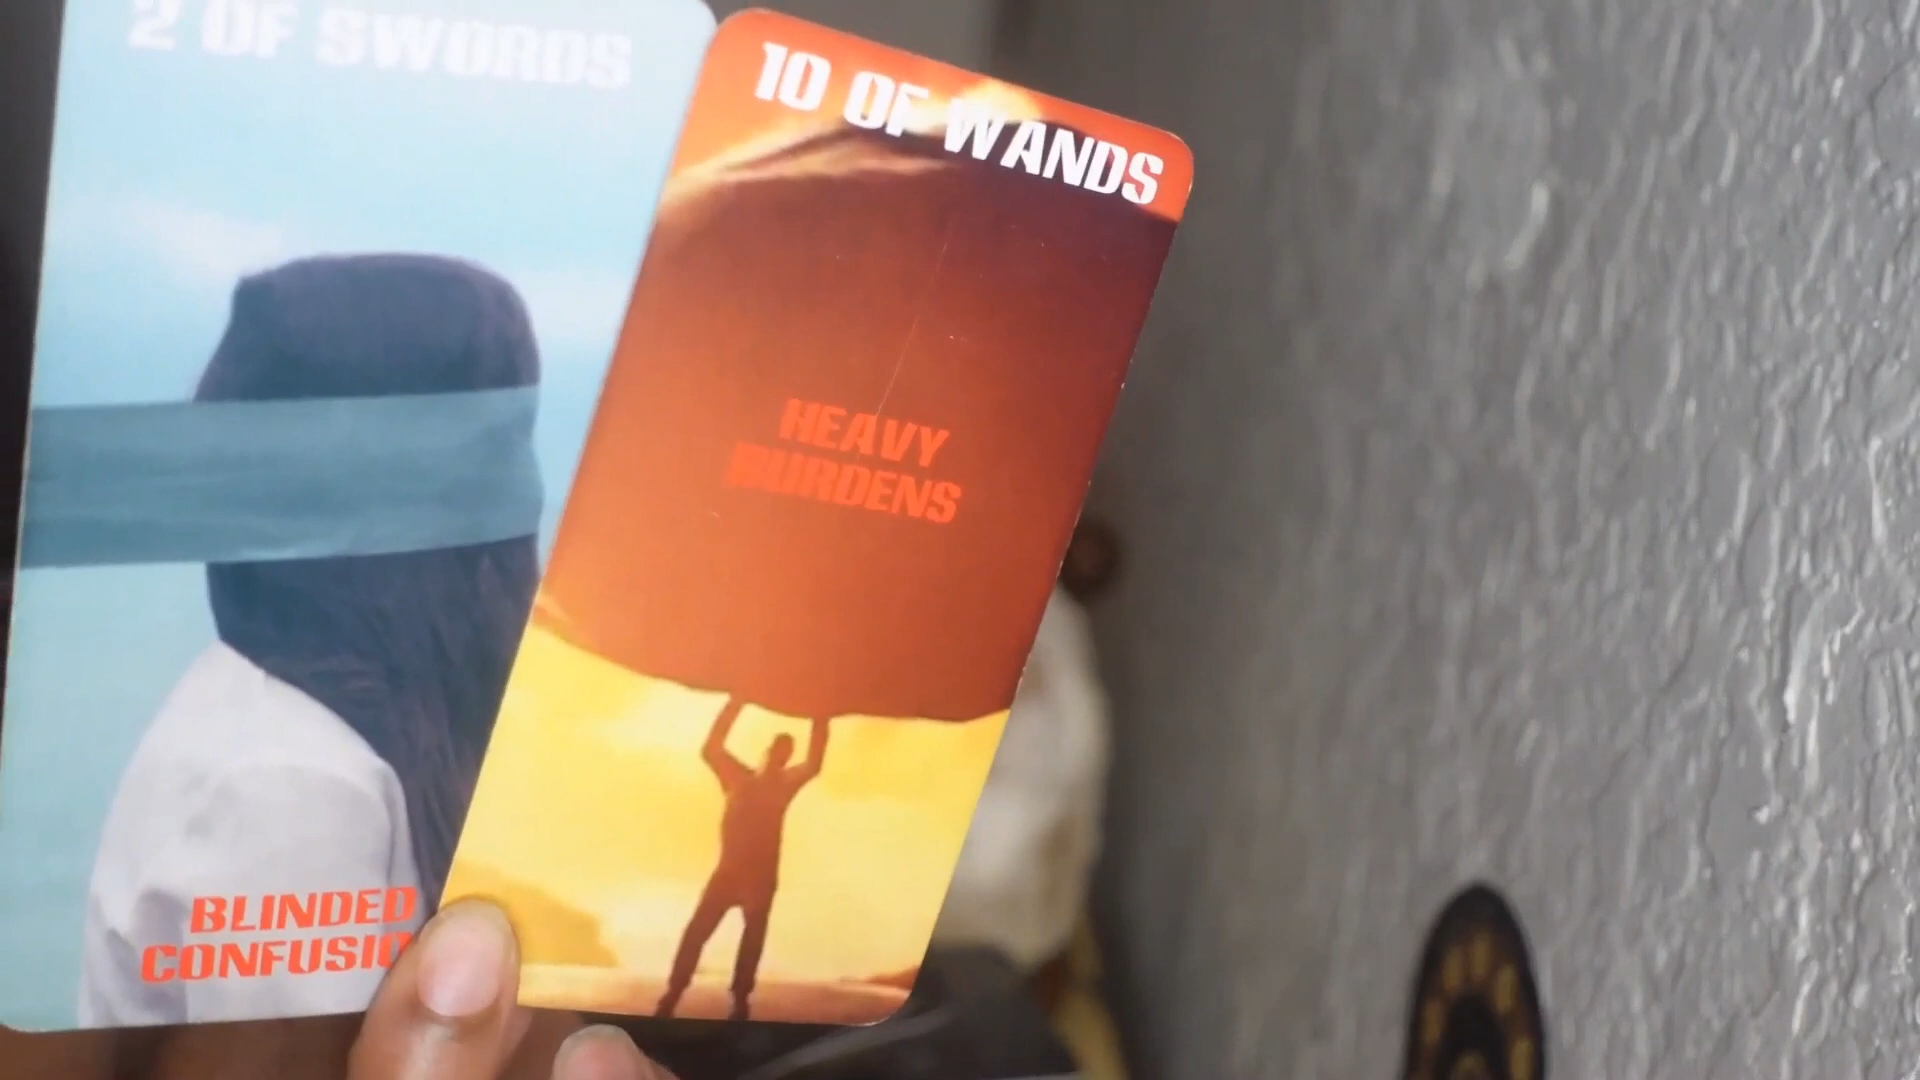 2 OF SWORDS
BLINDED
CONFUSIO
10 OF WANDS
HEAVY
BURDENS